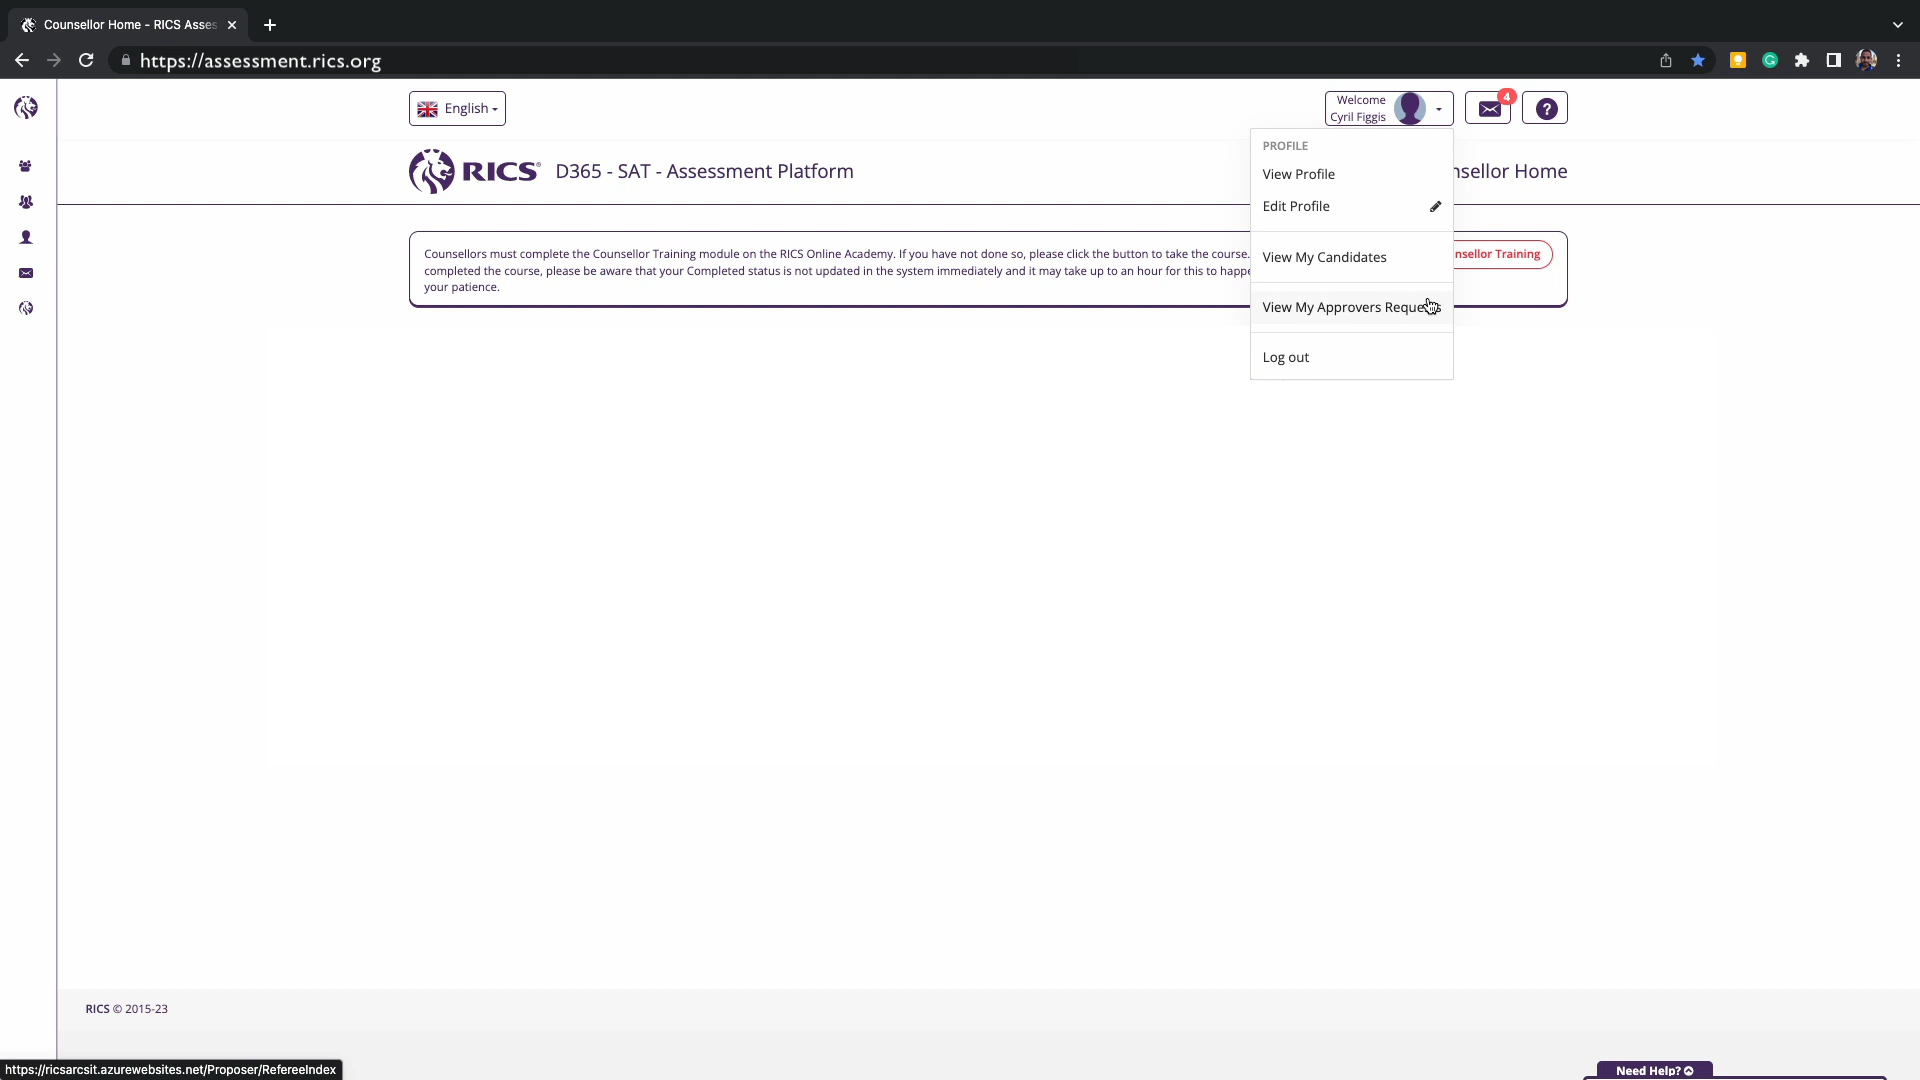 Counsellor Home - RICS Asses
https://assessment.rics.org
English
Welcome
Cyril Figgis
4
?
RICS
D365 - SAT - Assessment Platform
nsellor Home
PROFILE
View Profile
Edit Profile
View My Candidates
View My Approvers Requests
Log out
Counsellors must complete the Counsellor Training module on the RICS Online Academy. If you have not done so, please click the button to take the course.
completed the course, please be aware that your Completed status is not updated in the system immediately and it may take up to an hour for this to happe
your patience.
nsellor Training
RICS © 2015-23
https://ricsarcsit.azurewebsites.net/Proposer/RefereeIndex
Need Help?